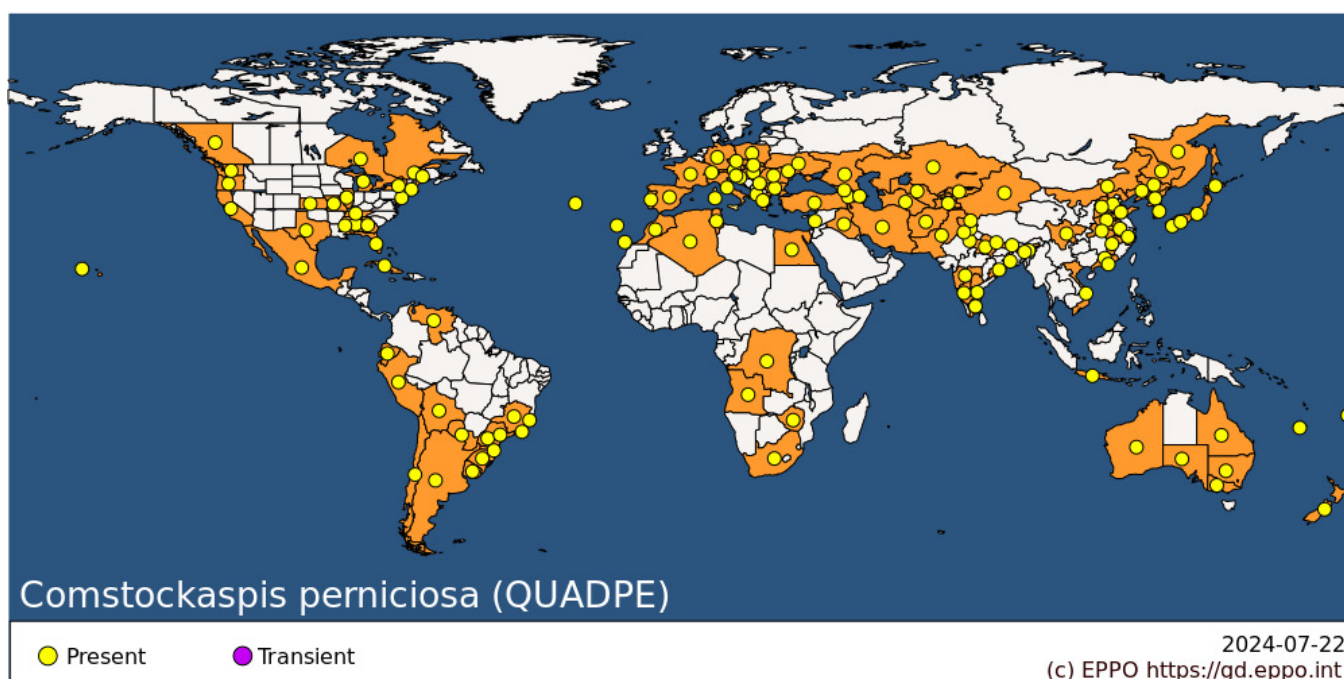 Comstockaspis perniciosa (QUADPE)
Present
Transient
2024-07-22
(c) EPPO https://gd.eppo.int